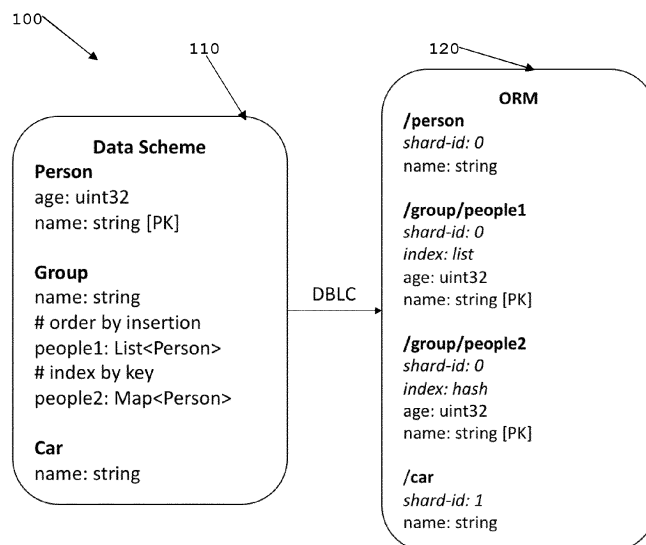 100
110
120
Data Scheme
Person
age: uint32
name: string [PK]
Group
name: string
# order by insertion
people1: List<Person>
# index by key
people2: Map<Person>
Car
name: string
DBLC
ORM
/person
shard-id: 0
name: string
/group/people1
shard-id: 0
index: list
age: uint32
name: string [PK]
/group/people2
shard-id: 0
index: hash
age: uint32
name: string [PK]
/car
shard-id: 1
name: string